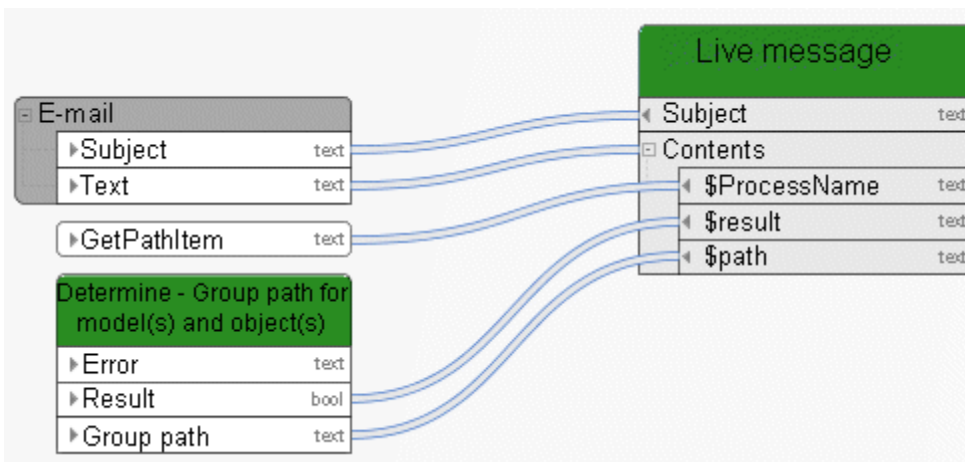 Live message
Subject text
Contents
$ProcessName text
$result text
$path text
E-mail
Subject text
Text text
GetPathItem text
Determine - Group path for
model(s) and object(s)
Error text
Result bool
Group path text